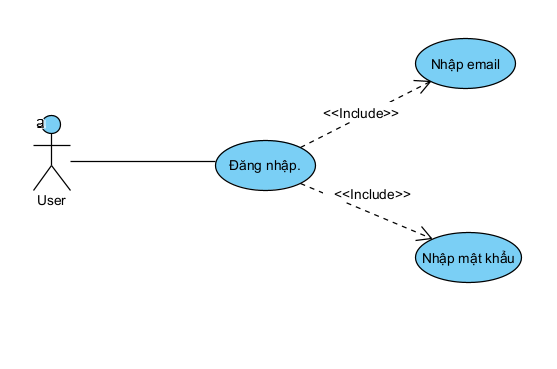 Nhập email
<<Include>>
a
Đăng nhập.
<<Include>>
User
Nhập mật khẩu